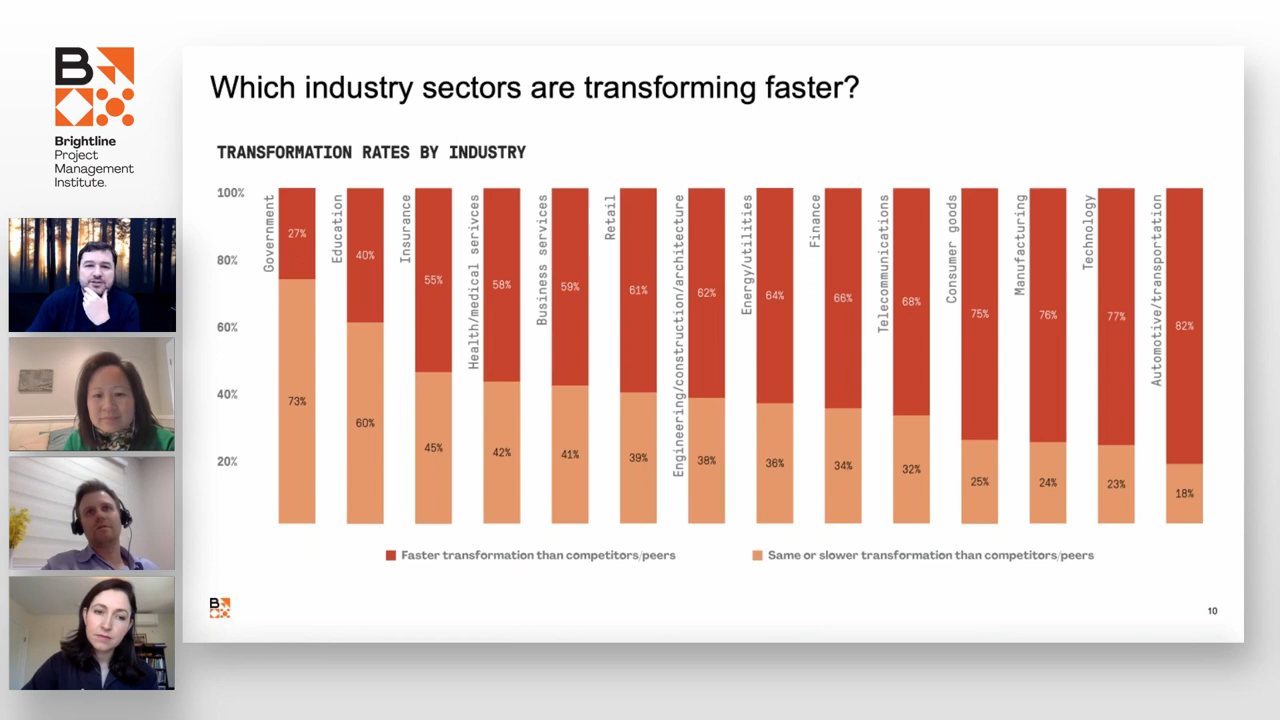 B
Brightline
Project
Management
Institute.
Which industry sectors are transforming faster?
TRANSFORMATION RATES BY INDUSTRY
100%
80%
60%
40%
20%
Government
27%
73%
Education
40%
60%
Insurance
55%
45%
Health/medical serivces
58%
42%
Business services
59%
41%
Retail
61%
39%
Engineering/construction/architecture
62%
38%
Energy/utilities
64%
36%
Finance
66%
34%
Telecommunications
68%
32%
Consumer goods
75%
25%
Manufacturing
76%
24%
Technology
77%
23%
Automotive/transportation
82%
18%
Faster transformation than competitors/peers
Same or slower transformation than competitors/peers
B
10